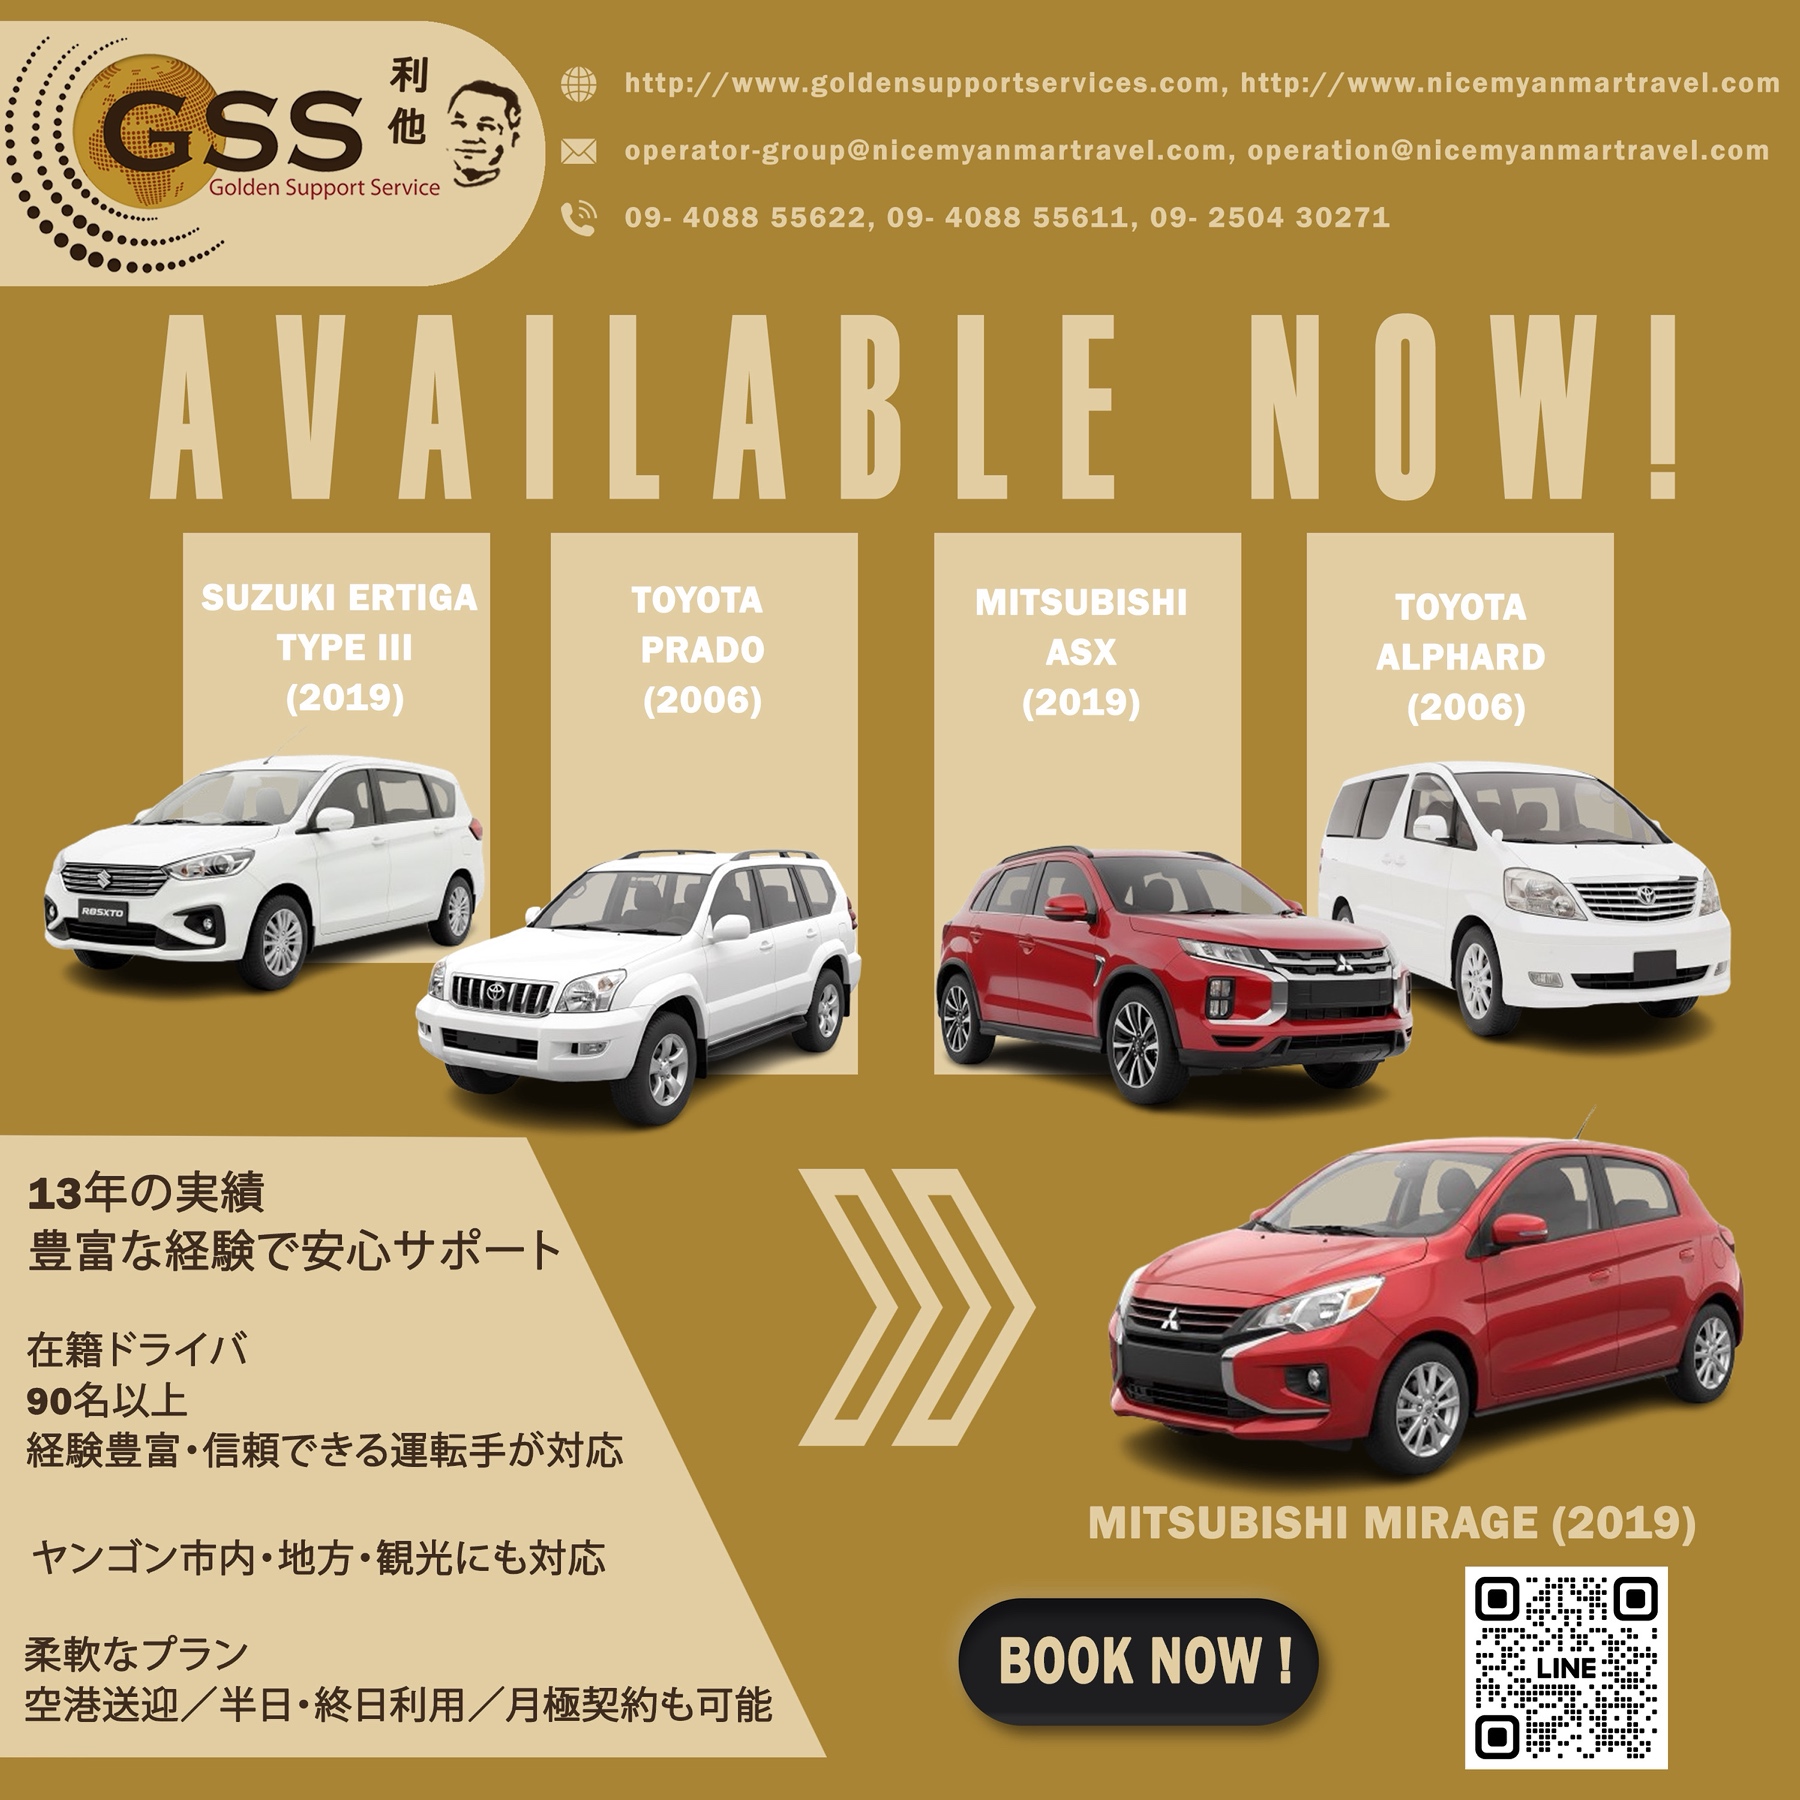 GSS
利他
Golden Support Service
http://www.goldensupportservices.com, http://www.nicemyanmartravel.com
operator-group@nicemyanmartravel.com, operation@nicemyanmartravel.com
09- 4088 55622, 09- 4088 55611, 09- 2504 30271
AVAILABLE NOW!
SUZUKI ERTIGA
TYPE III
(2019)
TOYOTA
PRADO
(2006)
MITSUBISHI
ASX
(2019)
TOYOTA
ALPHARD
(2006)
R85XTO
13年の実績
豊富な経験で安心サポート
在籍ドライバ
90名以上
経験豊富・信頼できる運転手が対応
ヤンゴン市内・地方・観光にも対応
柔軟なプラン
空港送迎／半日・終日利用／月極契約も可能
MITSUBISHI MIRAGE (2019)
BOOK NOW !
LINE